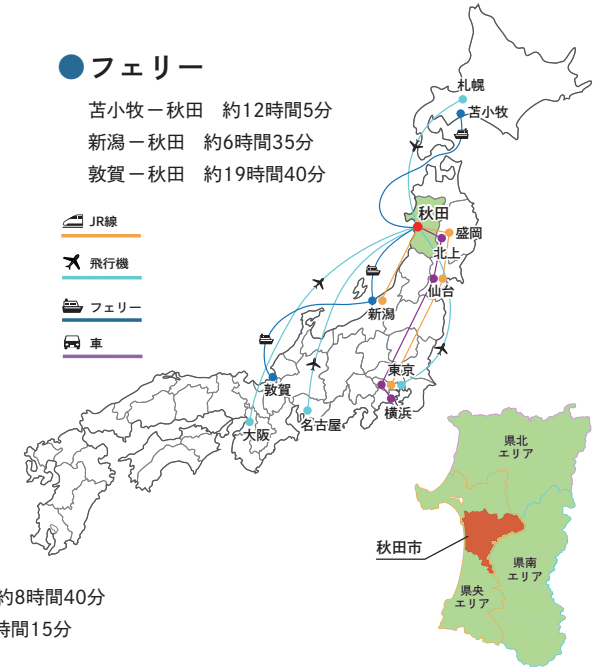 フェリー
苫小牧－秋田　約12時間5分
新潟－秋田　約6時間35分
敦賀－秋田　約19時間40分
JR線
飛行機
フェリー
車
札幌
苫小牧
秋田
盛岡
北上
仙台
新潟
東京
横浜
敦賀
名古屋
大阪
県北
エリア
秋田市
県南
エリア
県央
エリア
約8時間40分
時間15分